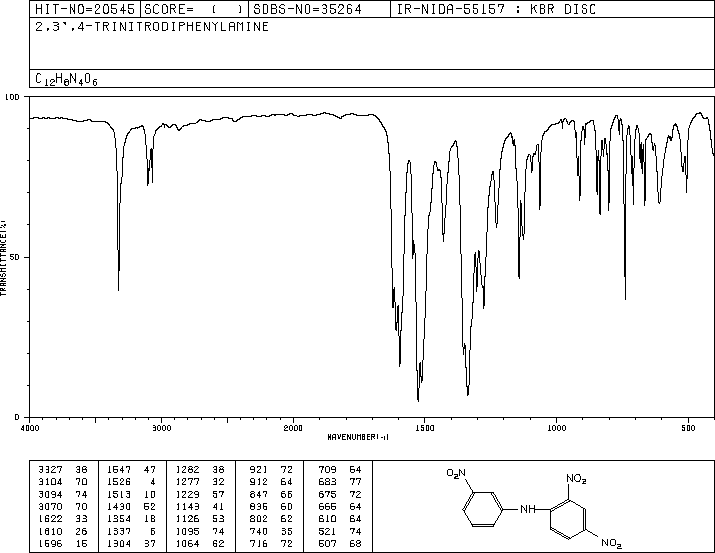 HIT-NO=20545 SCORE= ( ) SDBS-NO=35264 IR-NIDA-55157 : KBR DISC
2,3',4-TRINITRODIPHENYLAMINE
C12H8N4O6
100
50
0
TRANSMITTANCE(%)
4000 3000 2000 1500 1000 500
WAVENUMBER(-1)
3327 38 1547 47 1282 38 921 72 709 64
3104 70 1526 4 1277 32 912 64 683 77
3094 74 1513 10 1229 57 847 66 675 72
3070 70 1430 52 1143 41 836 60 666 64
1622 33 1354 18 1126 53 802 62 610 64
1610 26 1337 6 1095 74 740 35 521 74
1596 15 1304 37 1064 62 716 72 507 68
O2N
NO2
NH
NO2